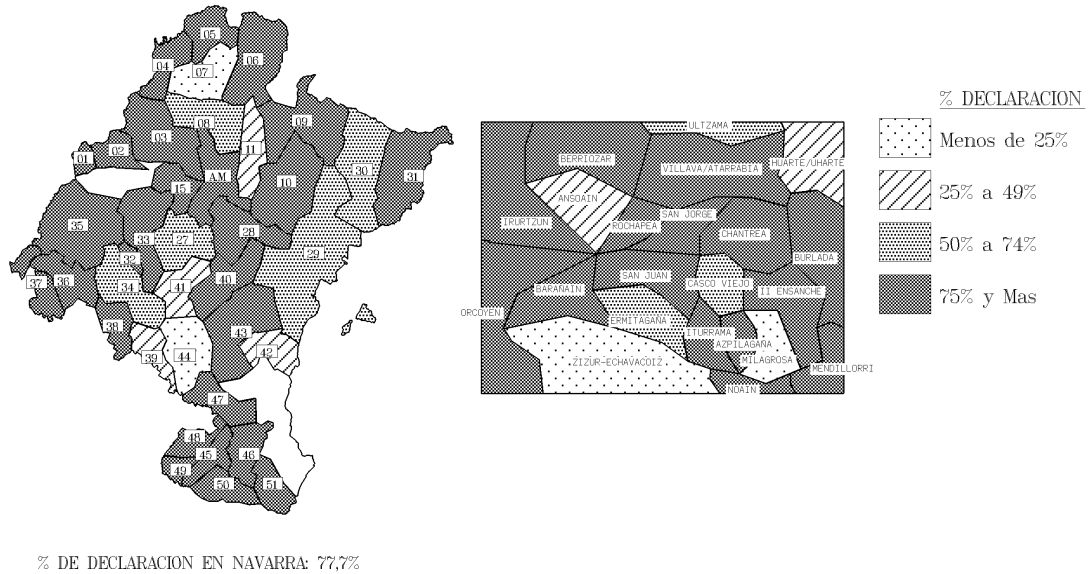 05
04
06
07
03
08
09
02
01
11
30
31
A.M
15
10
35
33
27
28
32
29
37
36
34
41
40
38
43
39
44
42
47
48
45
46
49
50
51
ULTZAMA
BERRIOZAR
VILLAVA/ATARRABIA
HUARTE/UHARTE
ANSOAIN
IRURTZUN
SAN JORGE
ROCHAPEA
CHANTREA
BURLADA
SAN JUAN
BARAÑAIN
CASCO VIEJO
II ENSANCHE
ORCOYEN
ERMITAGAÑA
ITURRAMA
AZPILAGAÑA
ZIZUR-ECHAVACOIZ
MILAGROSA
MENDILLORRI
NOAIN
% DECLARACION
Menos de 25%
25% a 49%
50% a 74%
75% y Mas
% DE DECLARACION EN NAVARRA: 77,7%